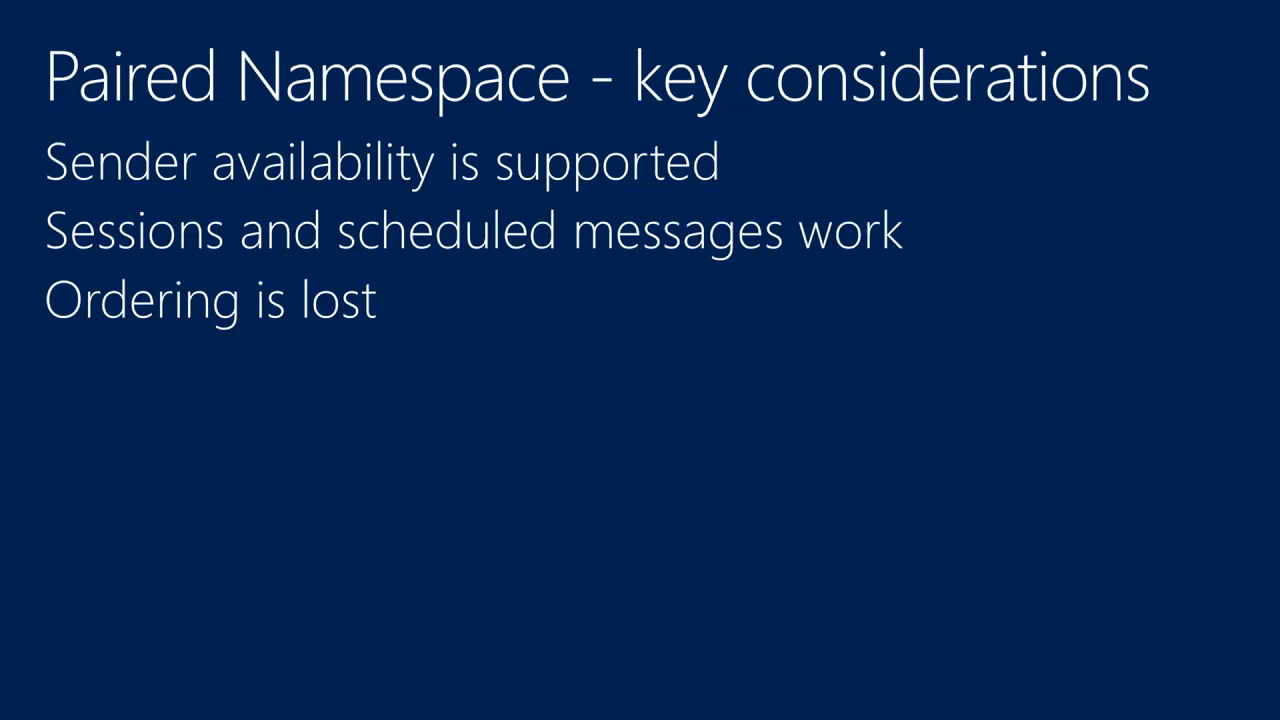 Paired Namespace - key considerations
Sender availability is supported
Sessions and scheduled messages work
Ordering is lost